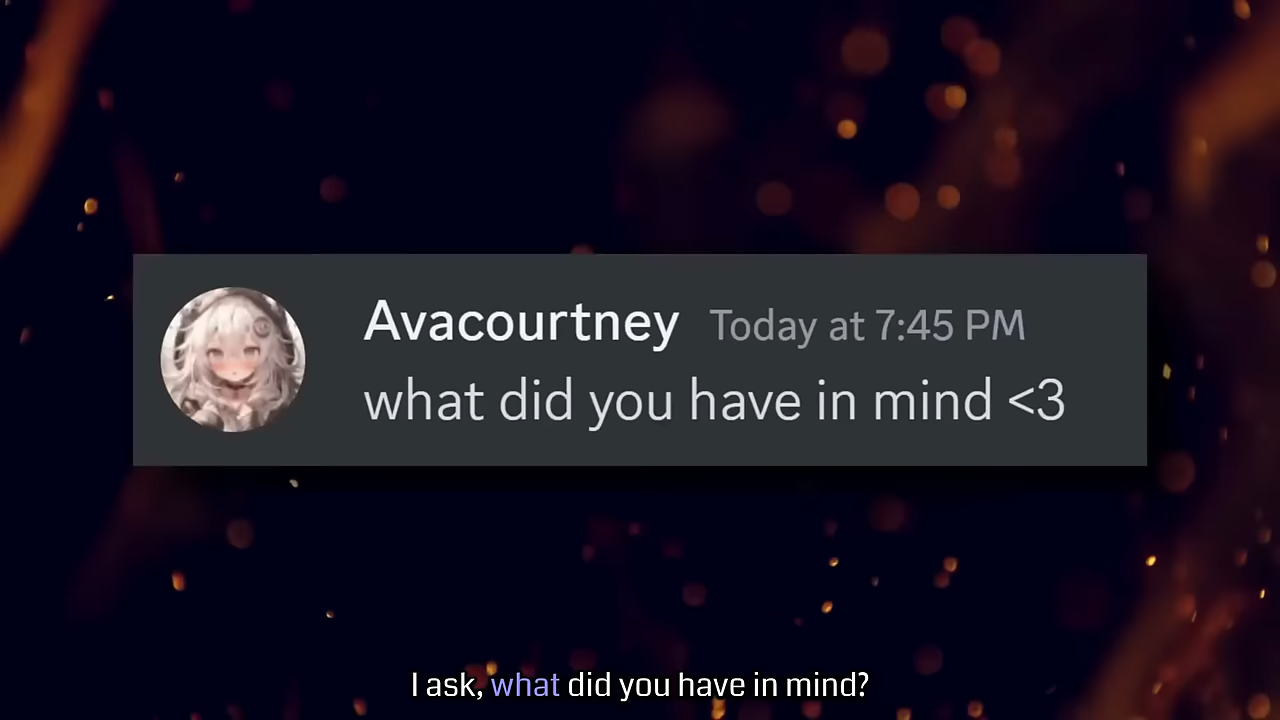 Avacourtney Today at 7:45 PM
what did you have in mind <3
I ask, what did you have in mind?